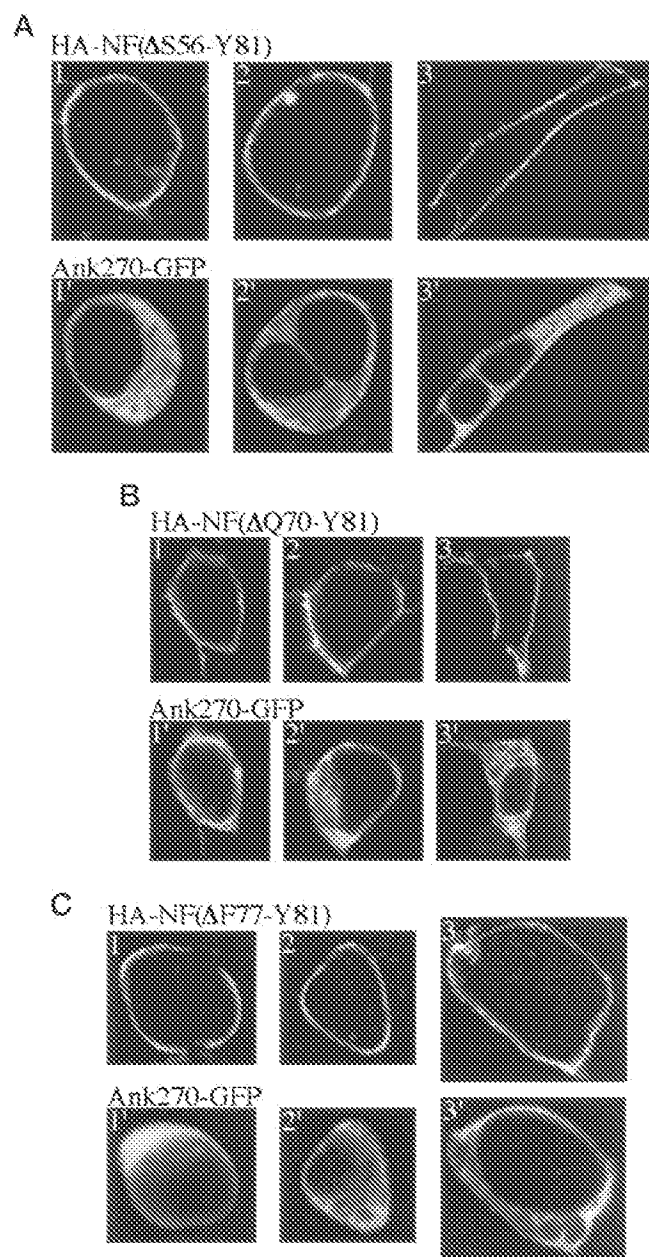 A
HA-NF(ΔS56-Y81)
1 2 3
Ank270-GFP
1' 2' 3'
B
HA-NF(ΔQ70-Y81)
1 2 3
Ank270-GFP
1' 2' 3'
C
HA-NF(ΔF77-Y81)
1 2 3
Ank270-GFP
1' 2' 3'